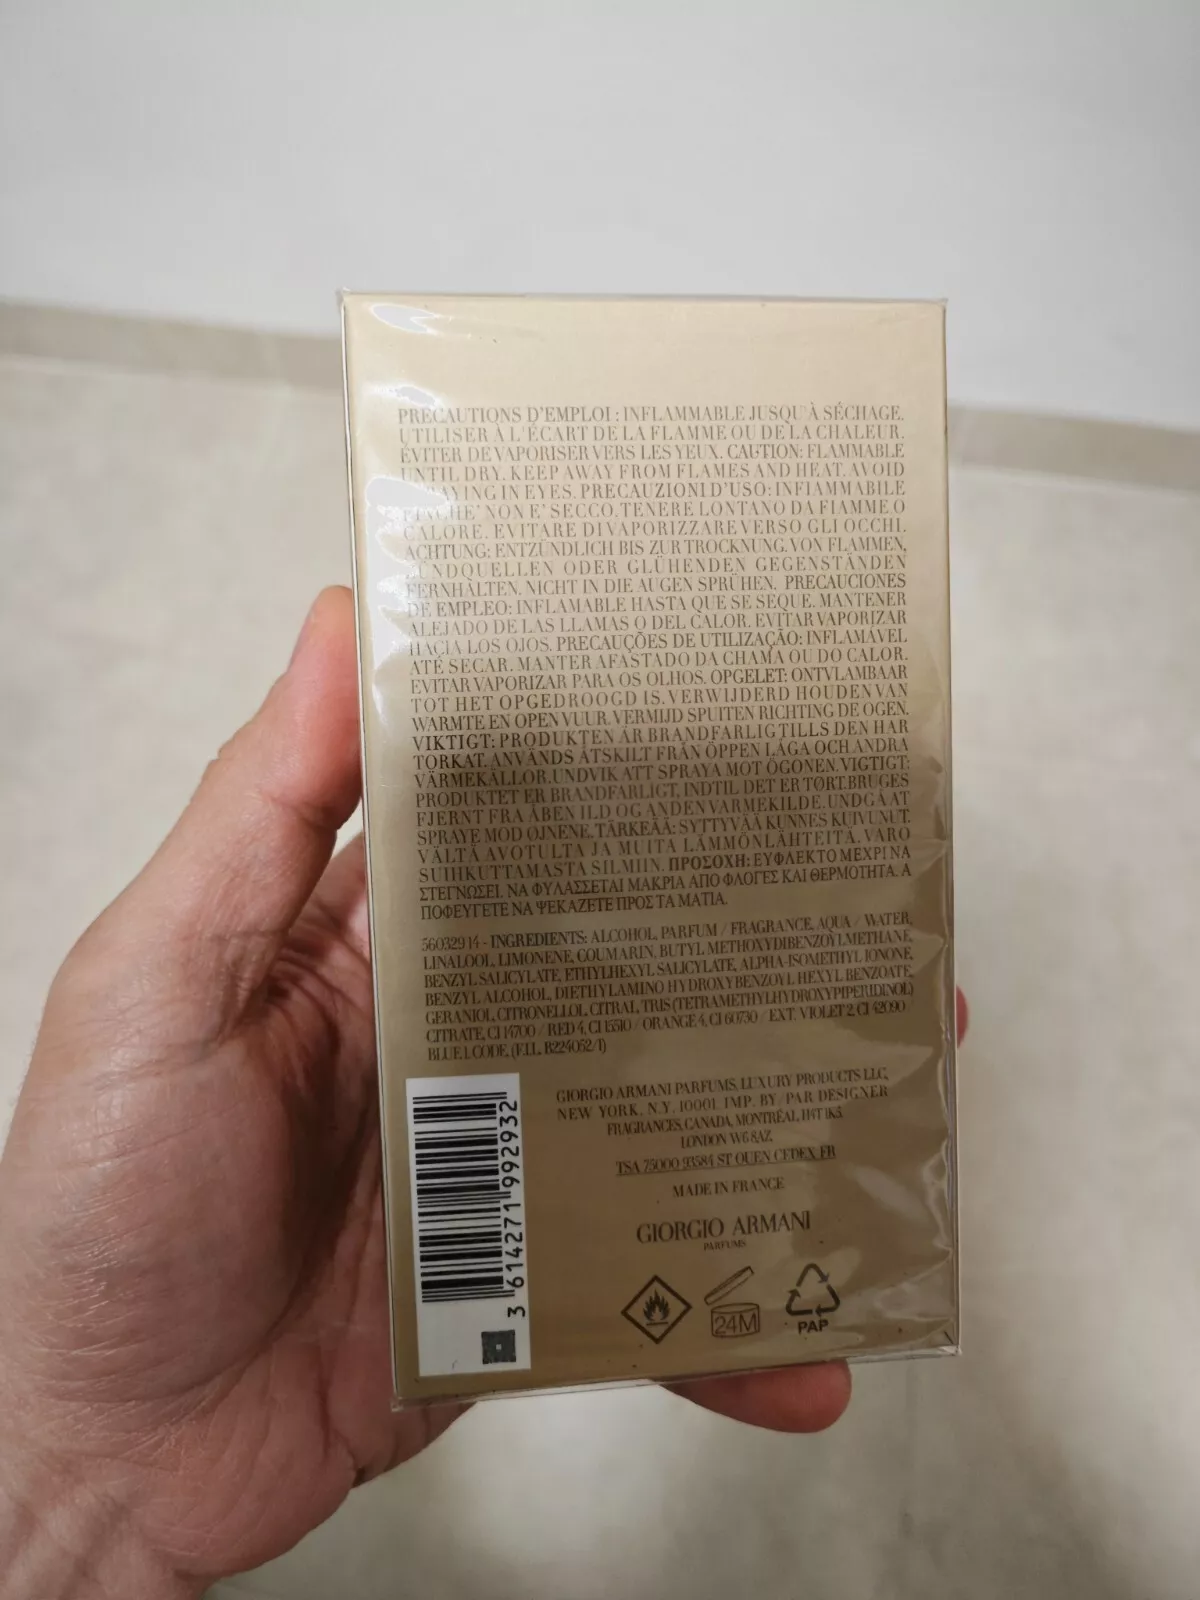 PRECAUTIONS D'EMPLOI : INFLAMMABLE JUSQU'À SÉCHAGE.
UTILISER À L'ÉCART DE LA FLAMME OU DE LA CHALEUR.
ÉVITER DE VAPORISER VERS LES YEUX. CAUTION: FLAMMABLE
UNTIL DRY. KEEP AWAY FROM FLAMES AND HEAT. AVOID
IN EYES. PRECAUZIONI D'USO: INFIAMMABILE
NON E' SECCO. TENERE LONTANO DA FIAMME O
CALORE. EVITARE DI VAPORIZZARE VERSO GLI OCCHI.
ACHTUNG: ENTZÜNDLICH BIS ZUR TROCKNUNG. VON FLAMMEN,
ZÜNDQUELLEN ODER GLÜHENDEN GEGENSTÄNDEN
FERNHALTEN. NICHT IN DIE AUGEN SPRÜHEN. PRECAUCIONES
DE EMPLEO: INFLAMABLE HASTA QUE SE SEQUE. MANTENER
ALEJADO DE LAS LLAMAS O DEL CALOR. EVITAR VAPORIZAR
HACIA LOS OJOS. PRECAUÇÕES DE UTILIZAÇÃO: INFLAMÁVEL
ATÉ SECAR. MANTER AFASTADO DA CHAMA OU DO CALOR.
EVITAR VAPORIZAR PARA OS OLHOS. OPGELET: ONTVLAMBAAR
TOT HET OPGEDROOGD IS. VERWIJDERD HOUDEN VAN
WARMTE EN OPEN VUUR. VERMIJD SPUITEN RICHTING DE OGEN.
VIKTIGT: PRODUKTEN ÄR BRANDFARLIG TILLS DEN HAR
TORKAT. ANVÄNDS ÅTSKILT FRÅN ÖPPEN LÅGA OCH ANDRA
VÄRMEKÄLLOR. UNDVIK ATT SPRAYA MOT ÖGONEN. VIGTIGT:
PRODUKTET ER BRANDFARLIGT, INDTIL DET ER TØRT. BRUGES
FJERNT FRA ÅBEN ILD OG ANDEN VARMEKILDE. UNDGÅ AT
SPRAYE MOD ØJNENE. TÄRKEÄÄ: SYTTYVÄÄ KUNNES KUIVUNUT.
VÄLTÄ AVOTULTA JA MUITA LÄMMÖNLÄHTEITÄ. VARO
SUIHKUTTAMASTA SILMIIN. ΠΡΟΣΟΧΗ: ΕΥΦΛΕΚΤΟ ΜΕΧΡΙ ΝΑ
ΣΤΕΓΝΩΣΕΙ. ΝΑ ΦΥΛΑΣΣΕΤΑΙ ΜΑΚΡΙΑ ΑΠΟ ΦΛΟΓΕΣ ΚΑΙ ΘΕΡΜΟΤΗΤΑ. Α
ΠΟΦΕΥΓΕΤΕ ΝΑ ΨΕΚΑΖΕΤΕ ΠΡΟΣ ΤΑ ΜΑΤΙΑ.
560329 14 - INGREDIENTS: ALCOHOL, PARFUM / FRAGRANCE, AQUA / WATER,
LINALOOL, LIMONENE, COUMARIN, BUTYL METHOXYDIBENZOYLMETHANE,
BENZYL SALICYLATE, ETHYLHEXYL SALICYLATE, ALPHA-ISOMETHYL IONONE,
BENZYL ALCOHOL, DIETHYLAMINO HYDROXYBENZOYL HEXYL BENZOATE,
GERANIOL, CITRONELLOL, CITRAL, TRIS (TETRAMETHYLHYDROXYPIPERIDINOL)
CITRATE, CI 14700 / RED 4, CI 15510 / ORANGE 4, CI 60730 / EXT. VIOLET 2, CI 42090
BLUE 1. CODE. (F.I.L. B224052/1)
GIORGIO ARMANI PARFUMS, LUXURY PRODUCTS LLC,
NEW YORK. N.Y. 10001 IMP. BY / PAR DESIGNER
FRAGRANCES, CANADA, MONTRÉAL, H4T 1K5.
LONDON W6 8AZ.
TSA 75000 93584 ST OUEN CEDEX, FR
MADE IN FRANCE
GIORGIO ARMANI
PARFUMS
24M
PAP
3 614271 992932